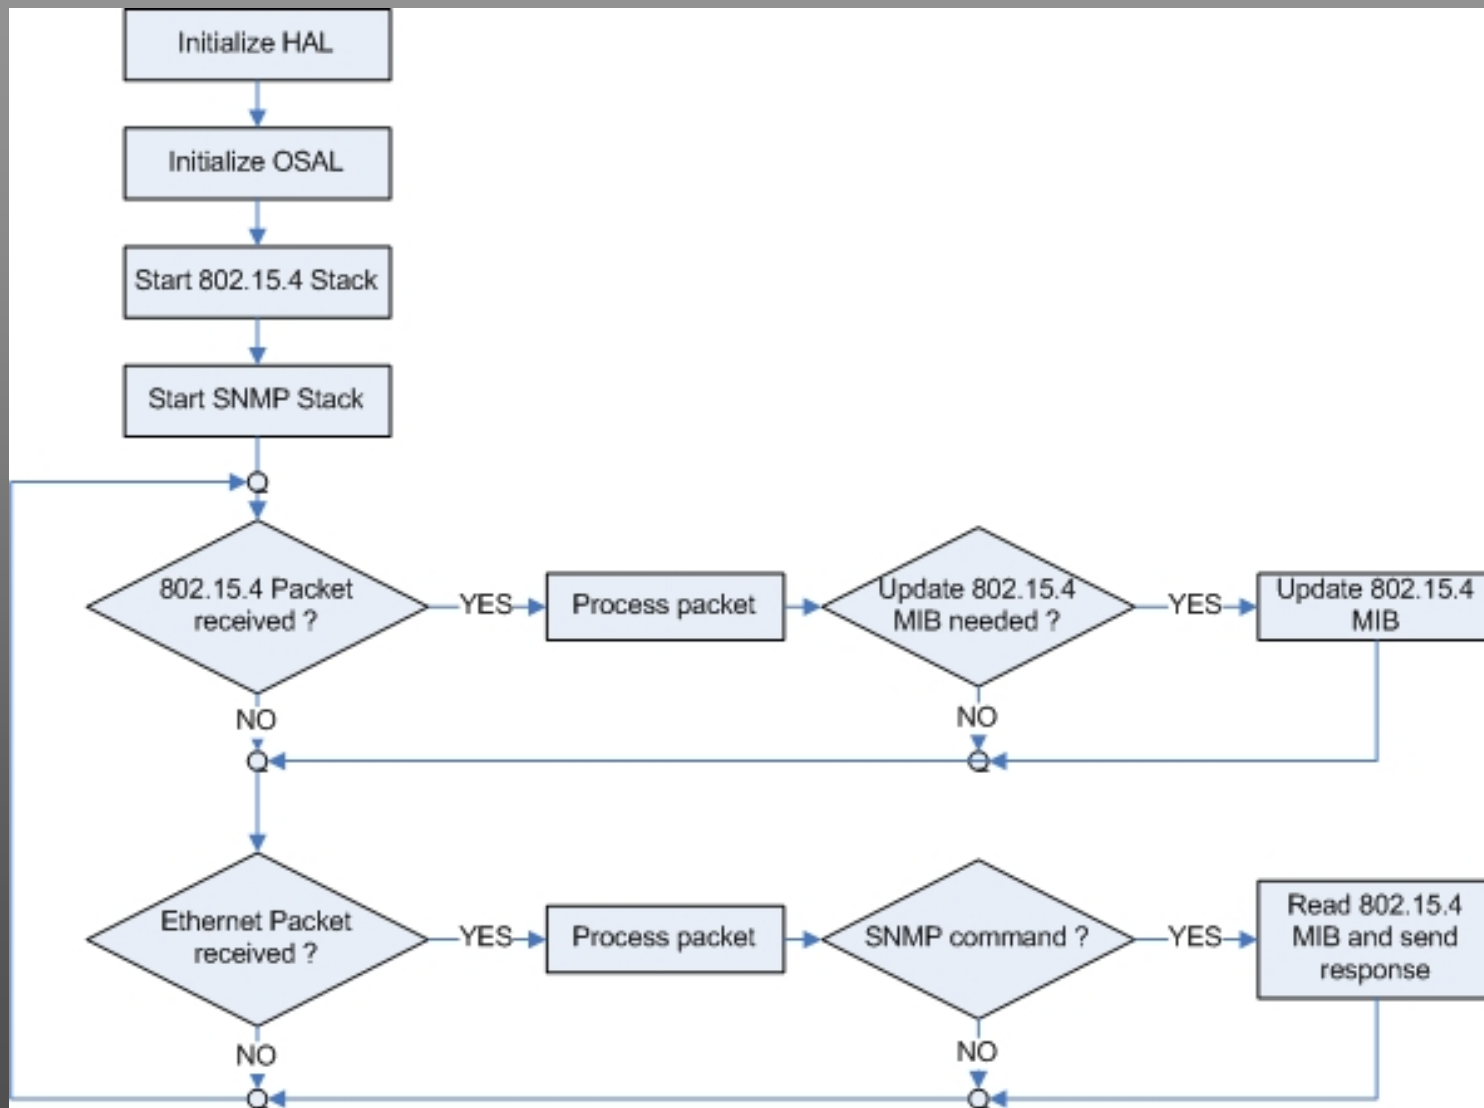 Initialize HAL
Initialize OSAL
Start 802.15.4 Stack
Start SNMP Stack
802.15.4 Packet
received ?
YES
Process packet
Update 802.15.4
MIB needed ?
YES
Update 802.15.4
MIB
NO
NO
Ethernet Packet
received ?
YES
Process packet
SNMP command ?
YES
Read 802.15.4
MIB and send
response
NO
NO